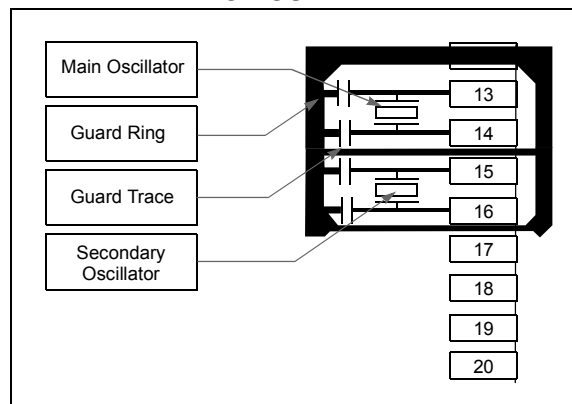 Main Oscillator
Guard Ring
Guard Trace
Secondary
Oscillator
13
14
15
16
17
18
19
20